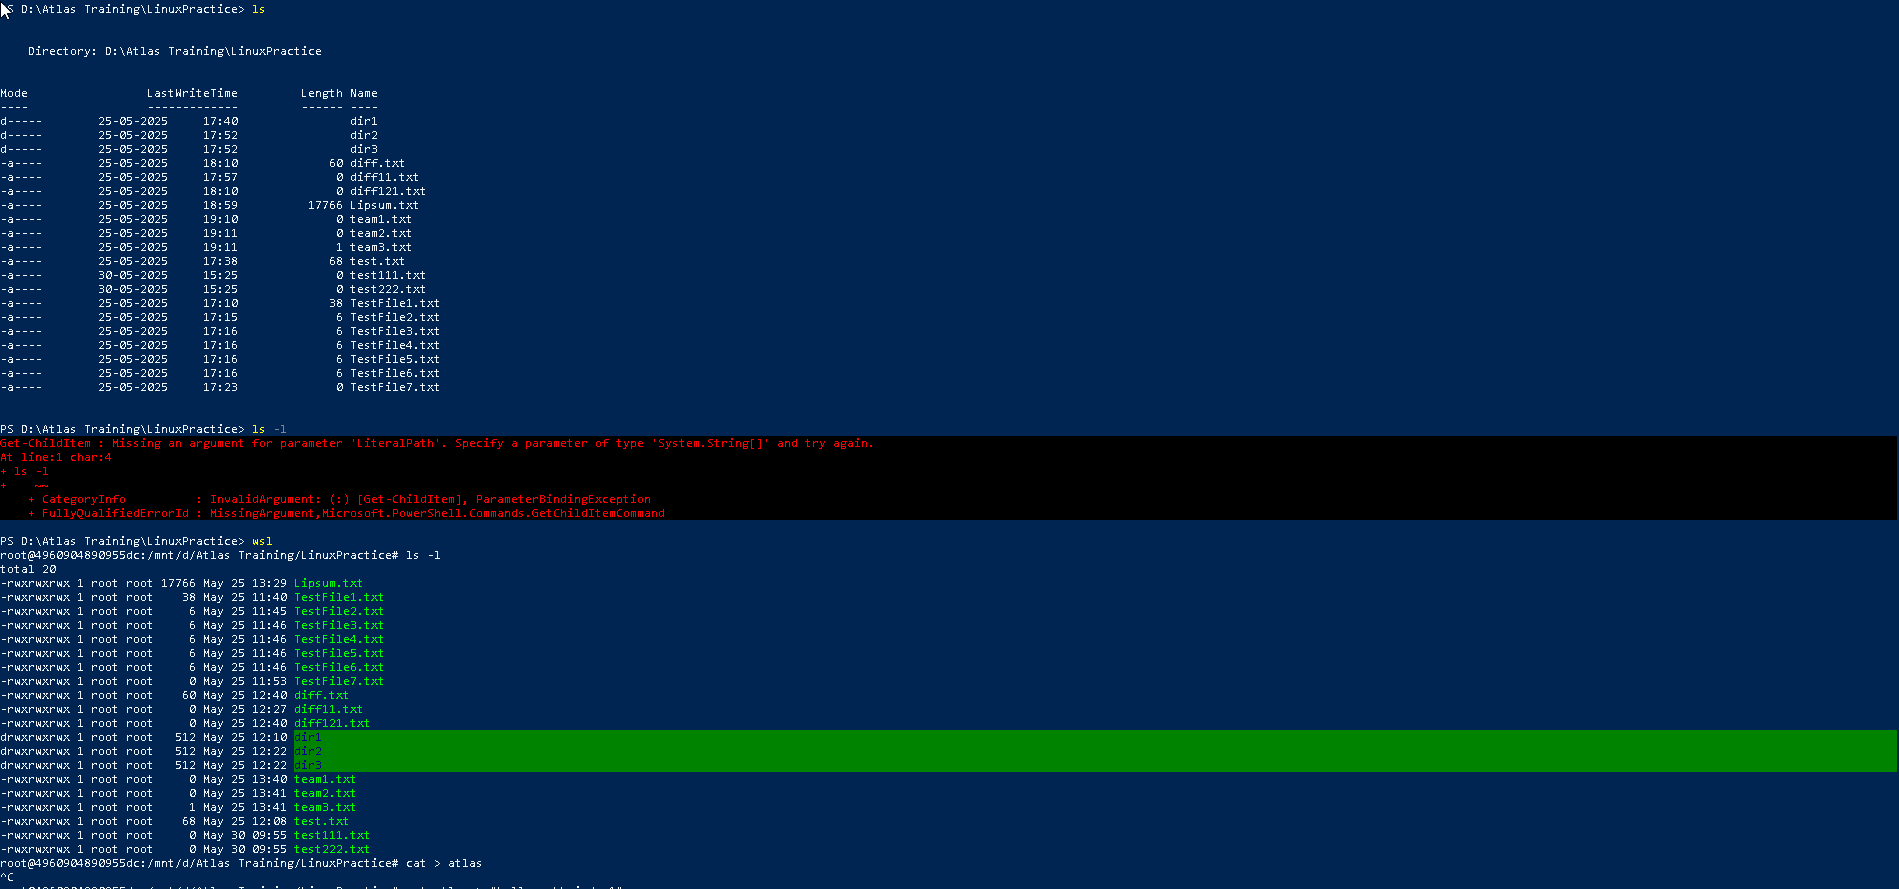 PS D:\Atlas Training\LinuxPractice> ls
Directory: D:\Atlas Training\LinuxPractice
Mode LastWriteTime Length Name
---- ------------- ------ ----
d----- 25-05-2025 17:40 dir1
d----- 25-05-2025 17:52 dir2
d----- 25-05-2025 17:52 dir3
-a---- 25-05-2025 18:10 60 diff.txt
-a---- 25-05-2025 17:57 0 diff11.txt
-a---- 25-05-2025 18:10 0 diff121.txt
-a---- 25-05-2025 18:59 17766 Lipsum.txt
-a---- 25-05-2025 19:10 0 team1.txt
-a---- 25-05-2025 19:11 0 team2.txt
-a---- 25-05-2025 19:11 1 team3.txt
-a---- 25-05-2025 17:38 68 test.txt
-a---- 30-05-2025 15:25 0 test111.txt
-a---- 30-05-2025 15:25 0 test222.txt
-a---- 25-05-2025 17:10 38 TestFile1.txt
-a---- 25-05-2025 17:15 6 TestFile2.txt
-a---- 25-05-2025 17:16 6 TestFile3.txt
-a---- 25-05-2025 17:16 6 TestFile4.txt
-a---- 25-05-2025 17:16 6 TestFile5.txt
-a---- 25-05-2025 17:16 6 TestFile6.txt
-a---- 25-05-2025 17:23 0 TestFile7.txt
PS D:\Atlas Training\LinuxPractice> ls -l
Get-ChildItem : Missing an argument for parameter 'LiteralPath'. Specify a parameter of type 'System.String[]' and try again.
At line:1 char:4
+ ls -l
+ ~~
+ CategoryInfo : InvalidArgument: (:) [Get-ChildItem], ParameterBindingException
+ FullyQualifiedErrorId : MissingArgument,Microsoft.PowerShell.Commands.GetChildItemCommand
PS D:\Atlas Training\LinuxPractice> wsl
root@4960904890955dc:/mnt/d/Atlas Training/LinuxPractice# ls -l
total 20
-rwxrwxrwx 1 root root 17766 May 25 13:29 Lipsum.txt
-rwxrwxrwx 1 root root 38 May 25 11:40 TestFile1.txt
-rwxrwxrwx 1 root root 6 May 25 11:45 TestFile2.txt
-rwxrwxrwx 1 root root 6 May 25 11:46 TestFile3.txt
-rwxrwxrwx 1 root root 6 May 25 11:46 TestFile4.txt
-rwxrwxrwx 1 root root 6 May 25 11:46 TestFile5.txt
-rwxrwxrwx 1 root root 6 May 25 11:46 TestFile6.txt
-rwxrwxrwx 1 root root 0 May 25 11:53 TestFile7.txt
-rwxrwxrwx 1 root root 60 May 25 12:40 diff.txt
-rwxrwxrwx 1 root root 0 May 25 12:27 diff11.txt
-rwxrwxrwx 1 root root 0 May 25 12:40 diff121.txt
drwxrwxrwx 1 root root 512 May 25 12:10 dir1
drwxrwxrwx 1 root root 512 May 25 12:22 dir2
drwxrwxrwx 1 root root 512 May 25 12:22 dir3
-rwxrwxrwx 1 root root 0 May 25 13:40 team1.txt
-rwxrwxrwx 1 root root 0 May 25 13:41 team2.txt
-rwxrwxrwx 1 root root 1 May 25 13:41 team3.txt
-rwxrwxrwx 1 root root 68 May 25 12:08 test.txt
-rwxrwxrwx 1 root root 0 May 30 09:55 test111.txt
-rwxrwxrwx 1 root root 0 May 30 09:55 test222.txt
root@4960904890955dc:/mnt/d/Atlas Training/LinuxPractice# cat > atlas
^C